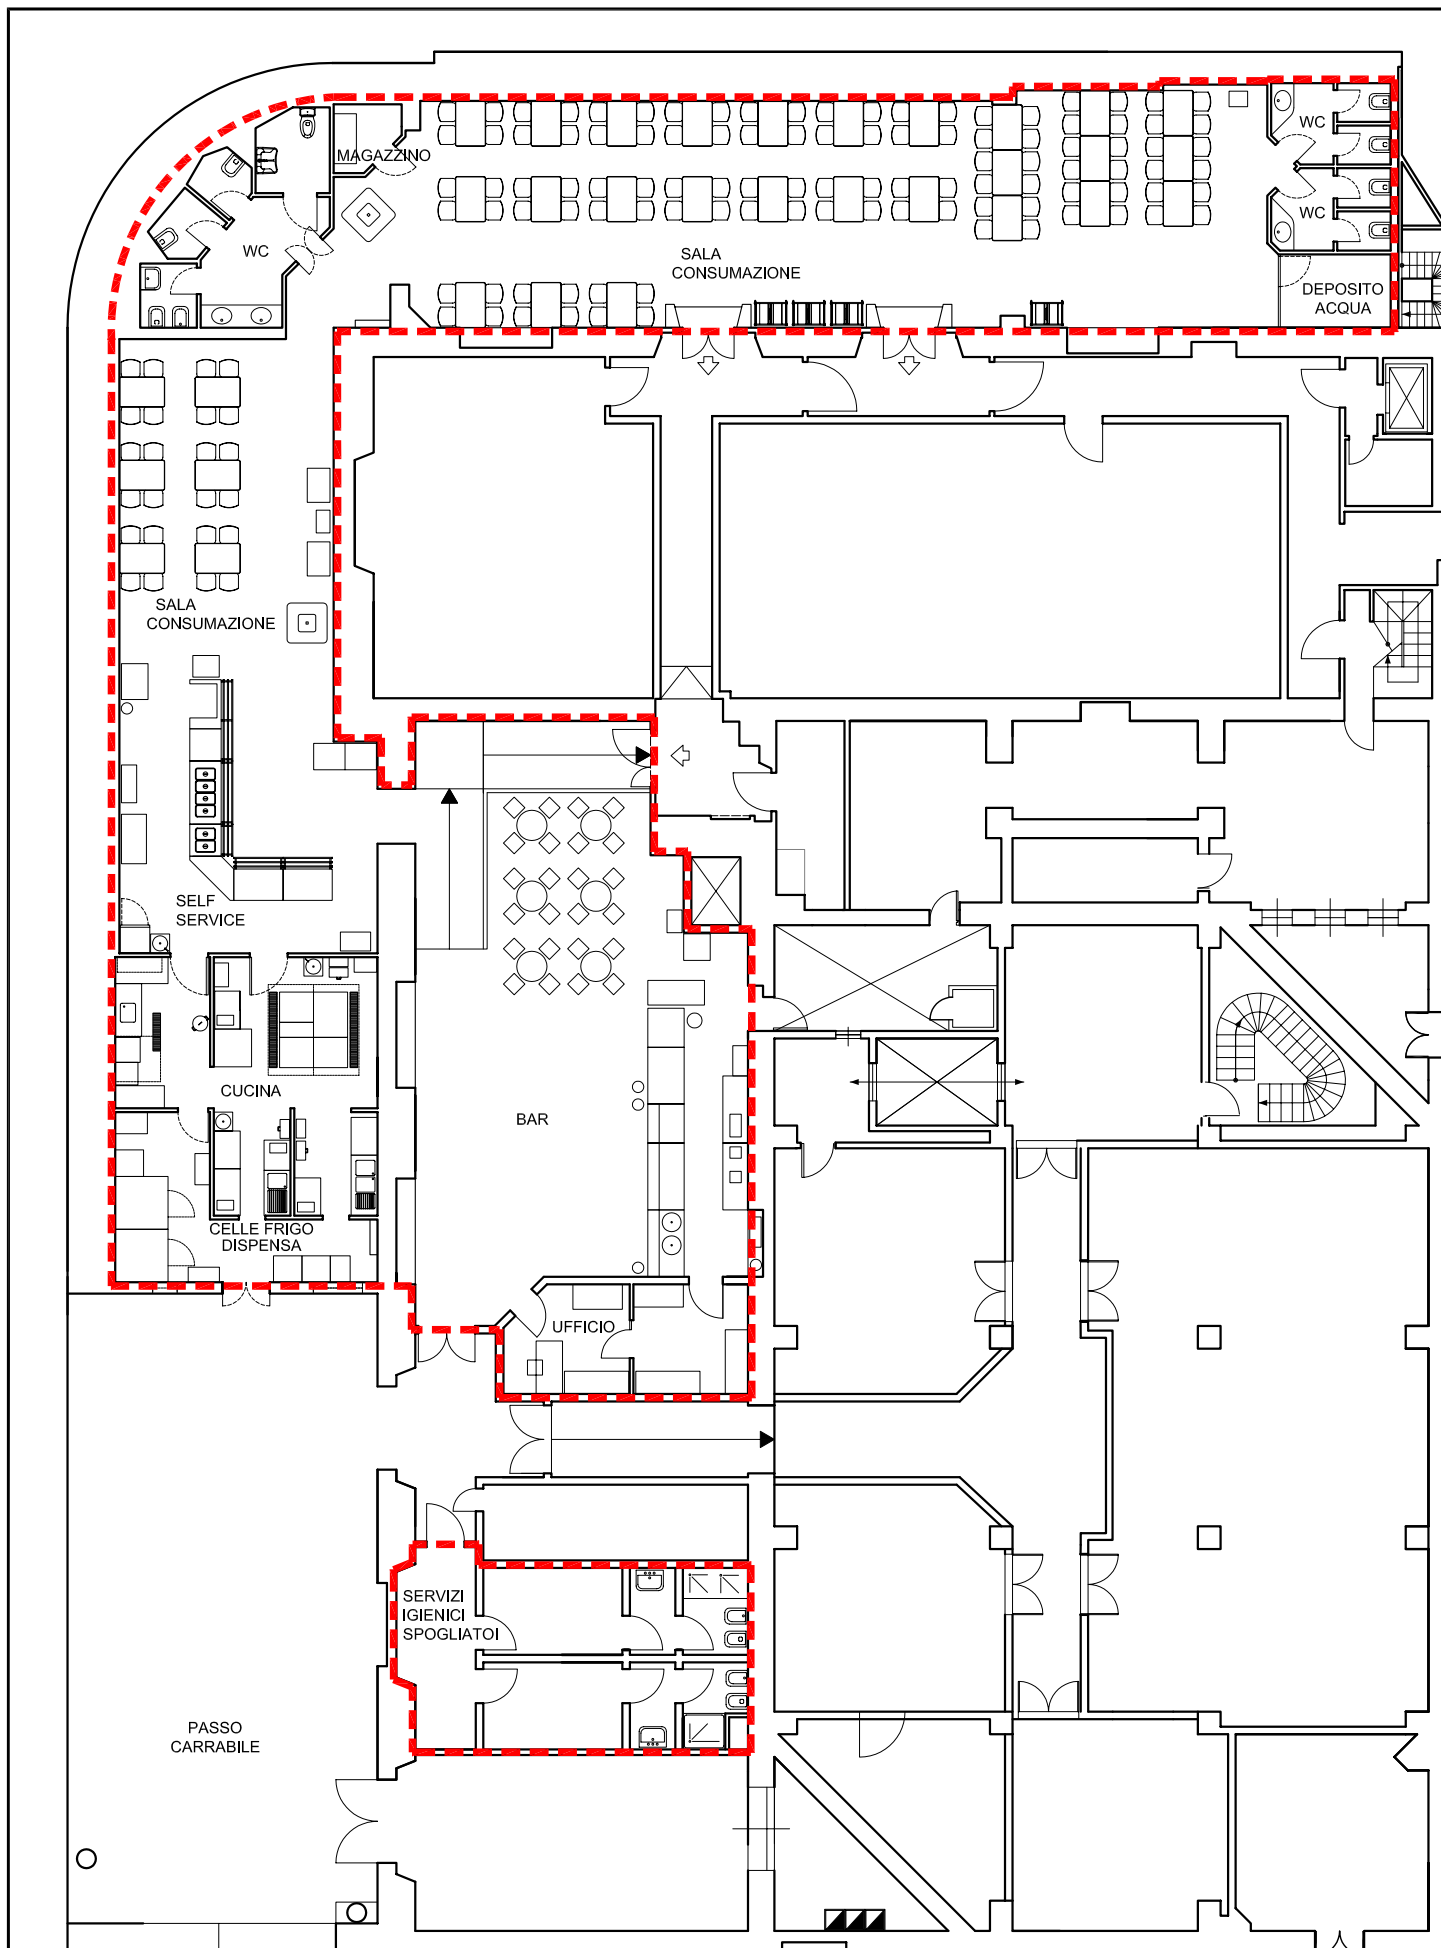 WC
MAGAZZINO
WC
WC
WC
SALA
CONSUMAZIONE
DEPOSITO
ACQUA
SALA
CONSUMAZIONE
SELF
SERVICE
CUCINA
BAR
CELLE FRIGO
DISPENSA
UFFICIO
SERVIZI
IGIENICI
SPOGLIATOI
PASSO
CARRABILE